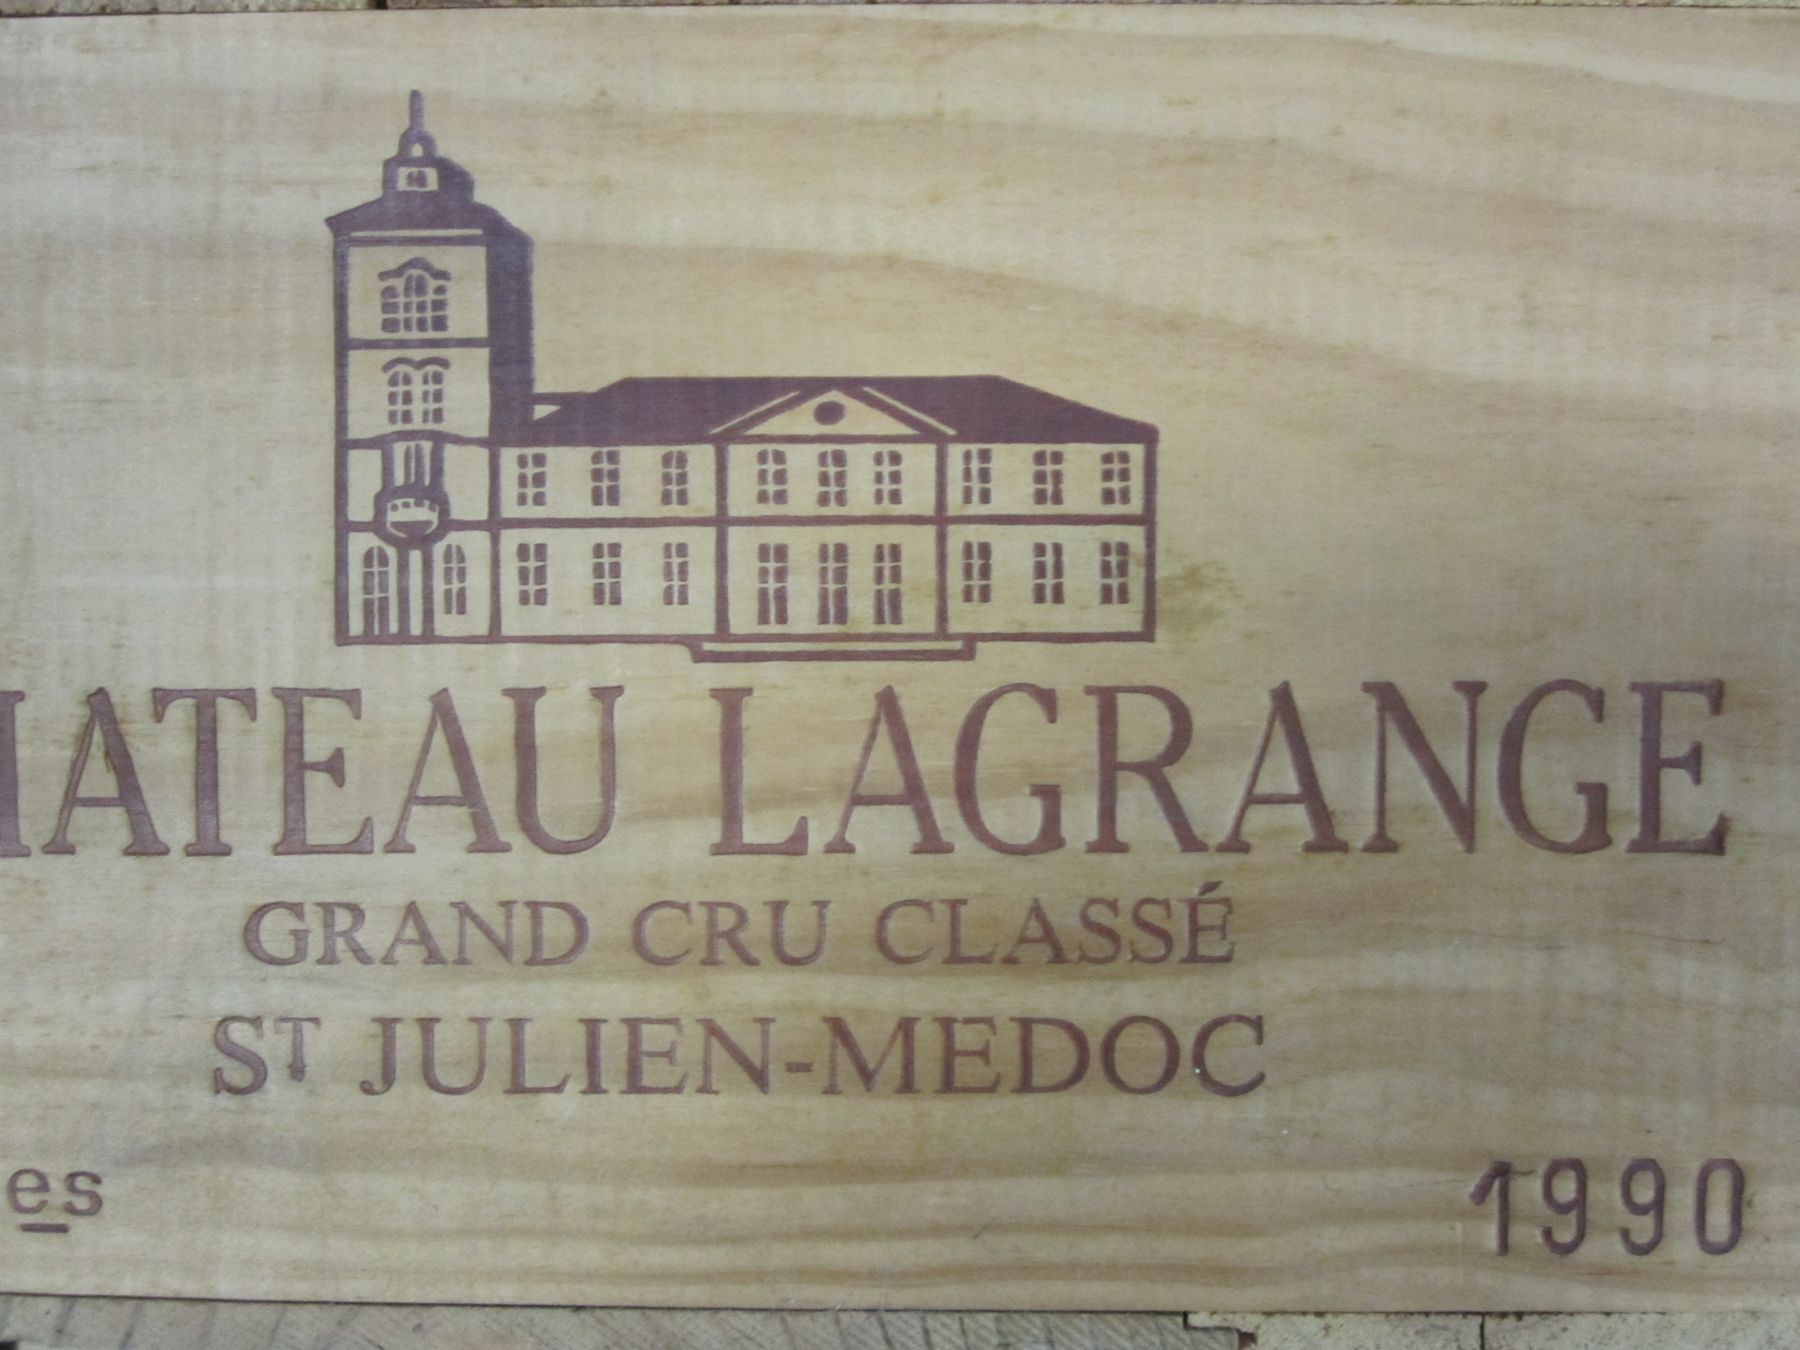 HATEAU LAGRANGE
GRAND CRU CLASSÉ
ST JULIEN-MEDOC
es 1990